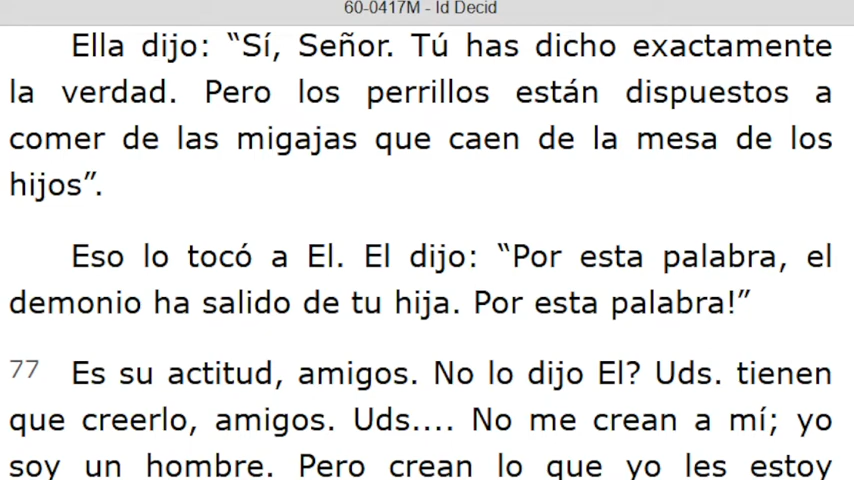 60-0417M - Id Decid
Ella dijo: “Sí, Señor. Tú has dicho exactamente
la verdad. Pero los perrillos están dispuestos a
comer de las migajas que caen de la mesa de los
hijos”.
Eso lo tocó a El. El dijo: “Por esta palabra, el
demonio ha salido de tu hija. Por esta palabra!”
77 Es su actitud, amigos. No lo dijo El? Uds. tienen
que creerlo, amigos. Uds.... No me crean a mí; yo
soy un hombre. Pero crean lo que yo les estoy